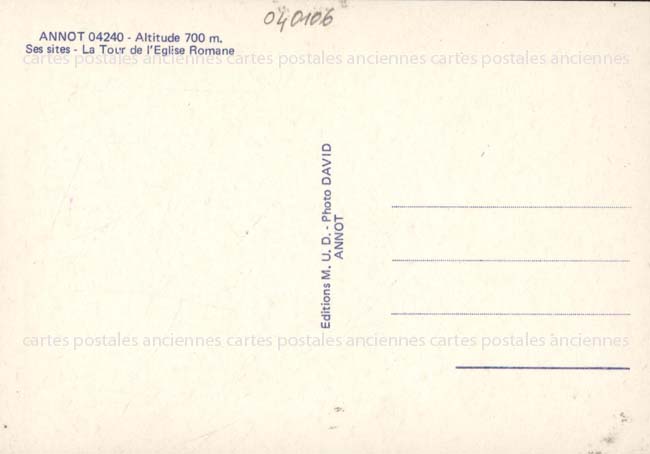 040106
ANNOT 04240 - Altitude 700 m.
Ses sites - La Tour de l'Eglise Romane
cartes postales anciennes cartes postales anciennes cartes postales anciennes
Editions M. U. D. - Photo DAVID
ANNOT
cartes postales anciennes cartes postales anciennes cartes postales anciennes